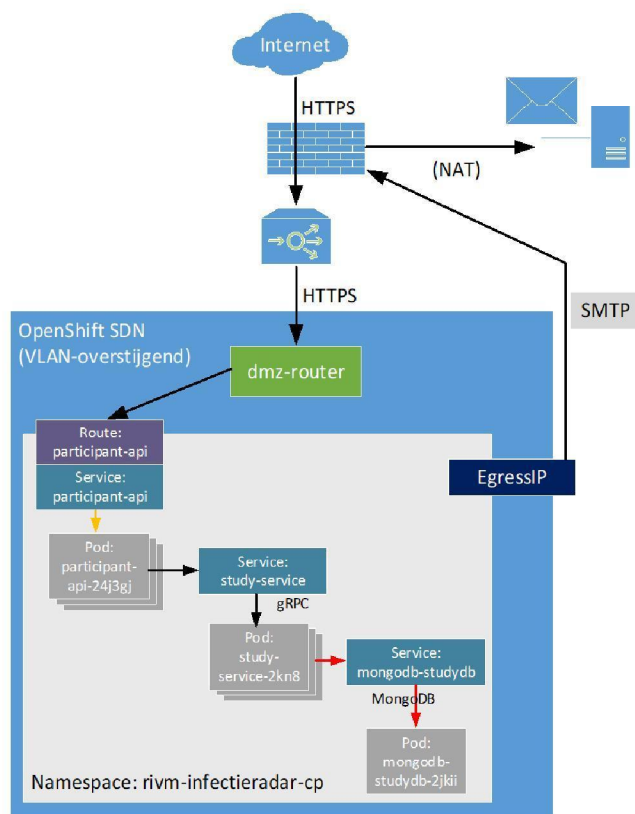 Internet
HTTPS
(NAT)
HTTPS
SMTP
OpenShift SDN
(VLAN-overstijgend)
dmz-router
Route:
participant-api
Service:
participant-api
EgressIP
Pod:
participant-
api-24j3gj
Service:
study-service
gRPC
Pod:
study-
service-2kn8
Service:
mongodb-studydb
MongoDB
Pod:
mongodb-
studydb-2jkii
Namespace: rivm-infectieradar-cp